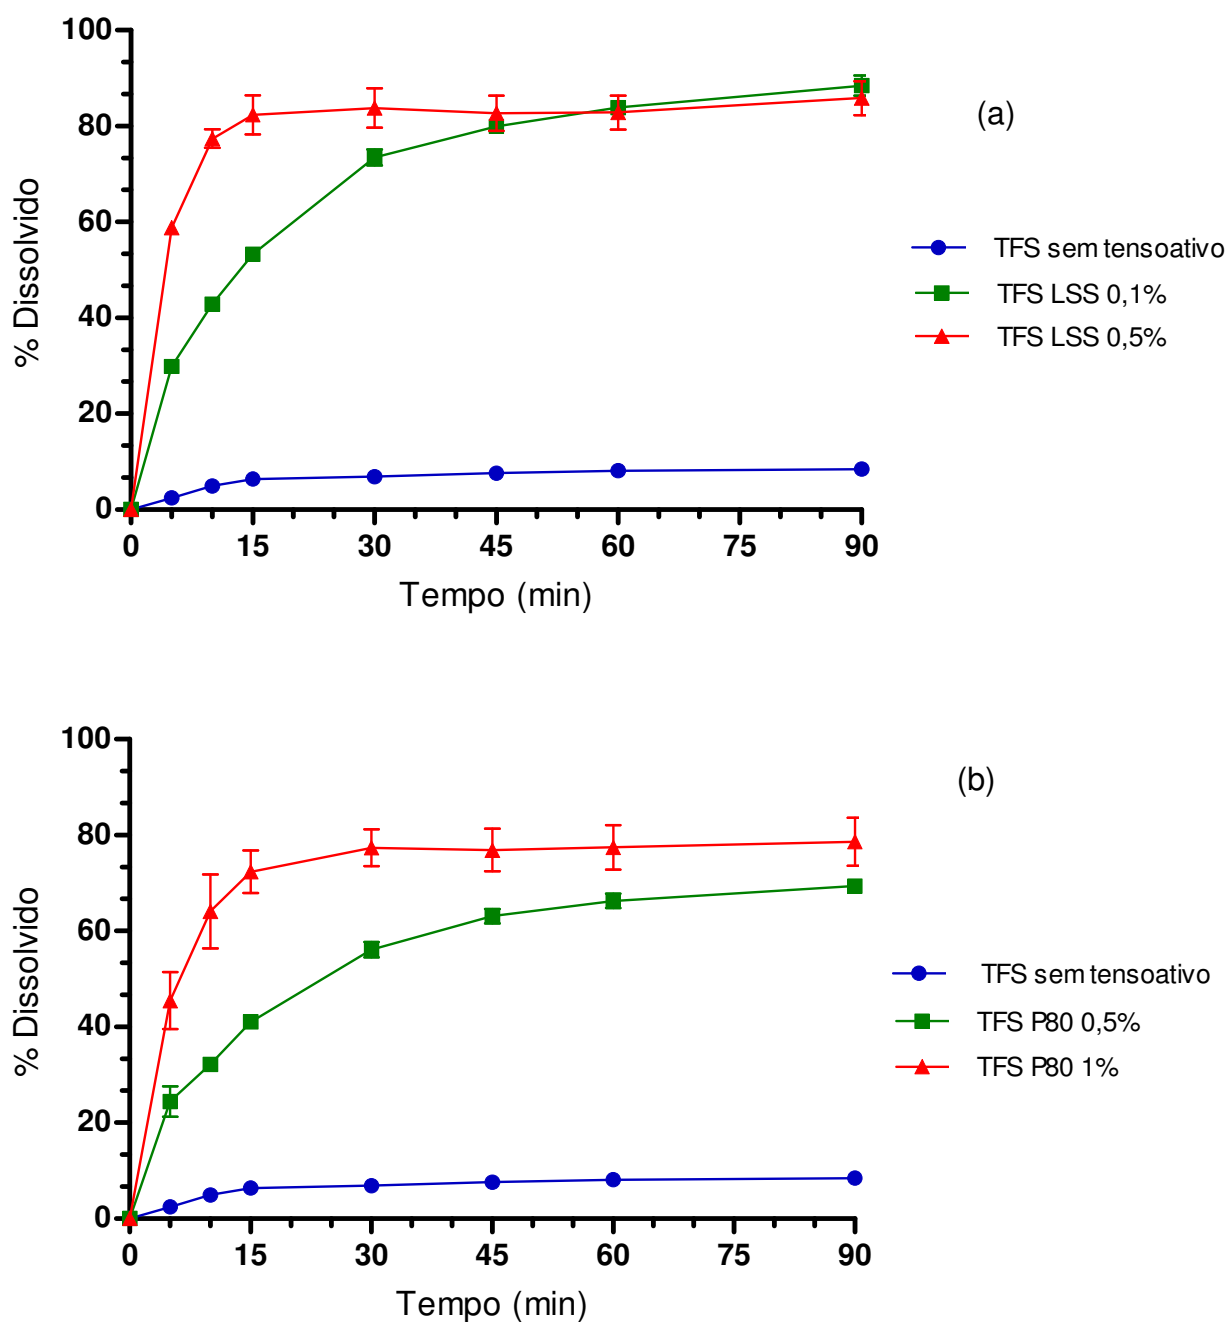 100
80
60
40
20
0
% Dissolvido
0 15 30 45 60 75 90
Tempo (min)
(a)
TFS sem tensoativo
TFS LSS 0,1%
TFS LSS 0,5%
100
80
60
40
20
0
% Dissolvido
0 15 30 45 60 75 90
Tempo (min)
(b)
TFS sem tensoativo
TFS P80 0,5%
TFS P80 1%